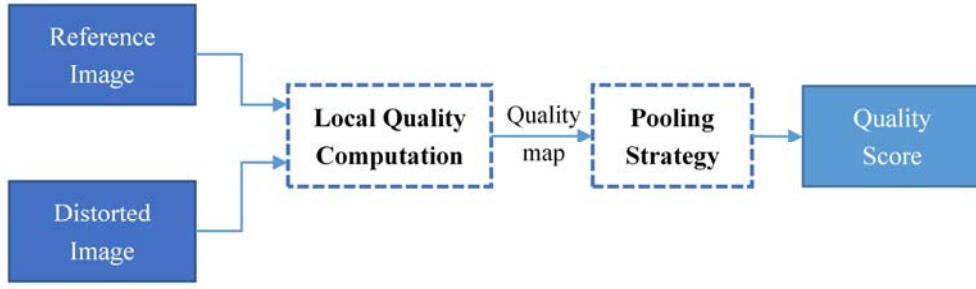 Reference
Image
Distorted
Image
Local Quality
Computation
Quality
map
Pooling
Strategy
Quality
Score